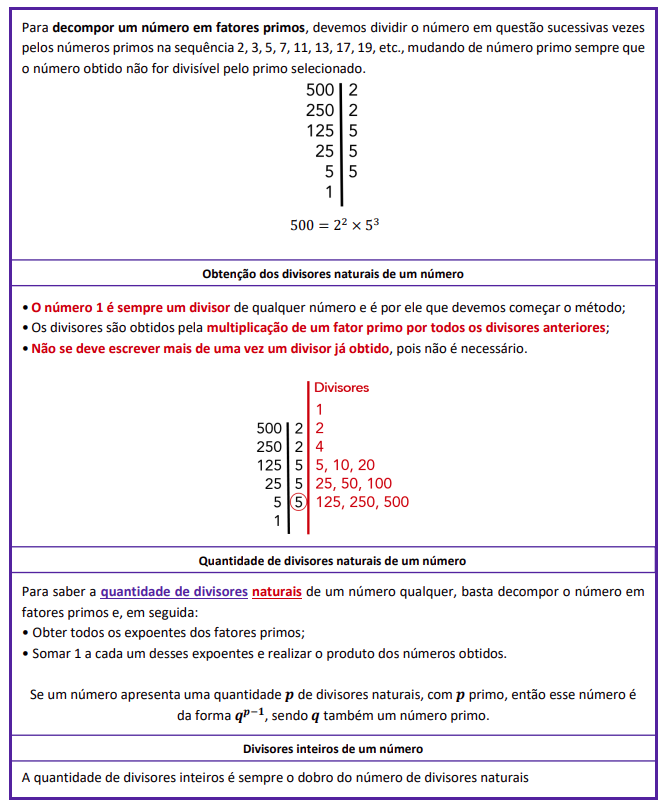 Para decompor um número em fatores primos, devemos dividir o número em questão sucessivas vezes
pelos números primos na sequência 2, 3, 5, 7, 11, 13, 17, 19, etc., mudando de número primo sempre que
o número obtido não for divisível pelo primo selecionado.
500 2
250 2
125 5
25 5
5 5
1
500 = 2² × 5³
Obtenção dos divisores naturais de um número
• O número 1 é sempre um divisor de qualquer número e é por ele que devemos começar o método;
• Os divisores são obtidos pela multiplicação de um fator primo por todos os divisores anteriores;
• Não se deve escrever mais de uma vez um divisor já obtido, pois não é necessário.
Divisores
1
500 2 2
250 2 4
125 5 5, 10, 20
25 5 25, 50, 100
5 5 125, 250, 500
1
Quantidade de divisores naturais de um número
Para saber a quantidade de divisores naturais de um número qualquer, basta decompor o número em
fatores primos e, em seguida:
• Obter todos os expoentes dos fatores primos;
• Somar 1 a cada um desses expoentes e realizar o produto dos números obtidos.
Se um número apresenta uma quantidade p de divisores naturais, com p primo, então esse número é
da forma qᵖ⁻¹, sendo q também um número primo.
Divisores inteiros de um número
A quantidade de divisores inteiros é sempre o dobro do número de divisores naturais